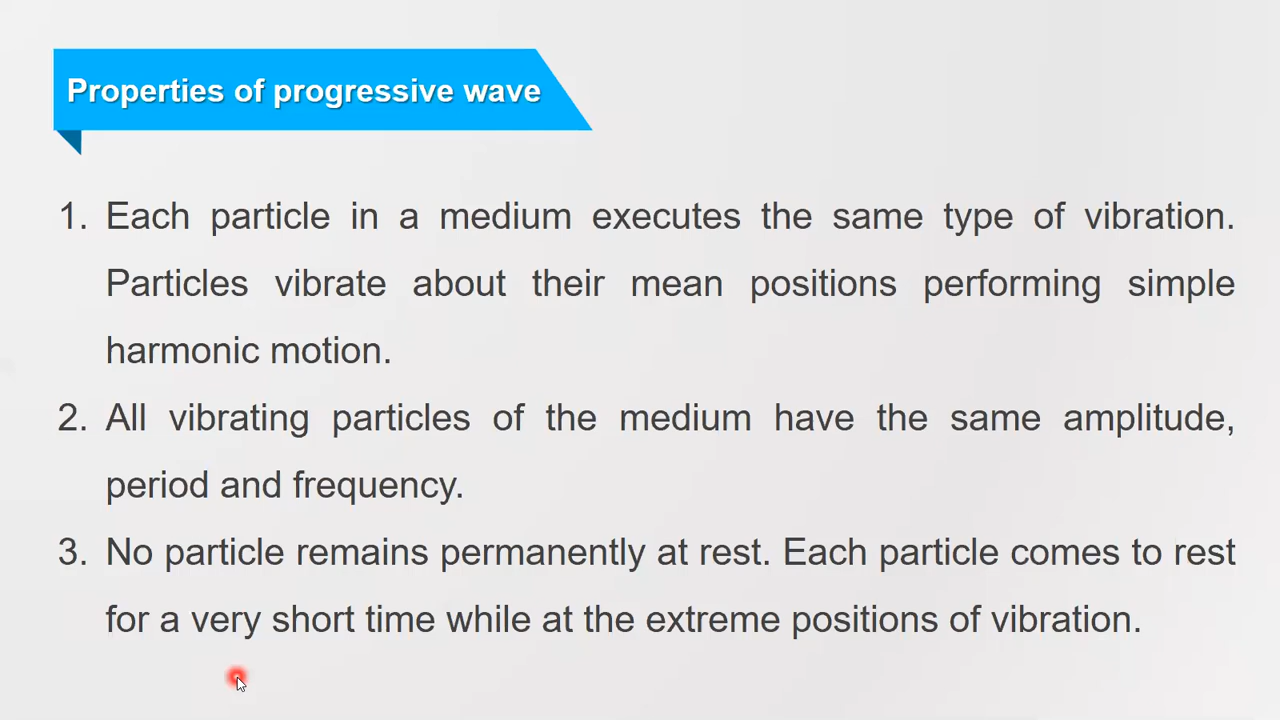 Properties of progressive wave
1. Each particle in a medium executes the same type of vibration.
Particles vibrate about their mean positions performing simple
harmonic motion.
2. All vibrating particles of the medium have the same amplitude,
period and frequency.
3. No particle remains permanently at rest. Each particle comes to rest
for a very short time while at the extreme positions of vibration.